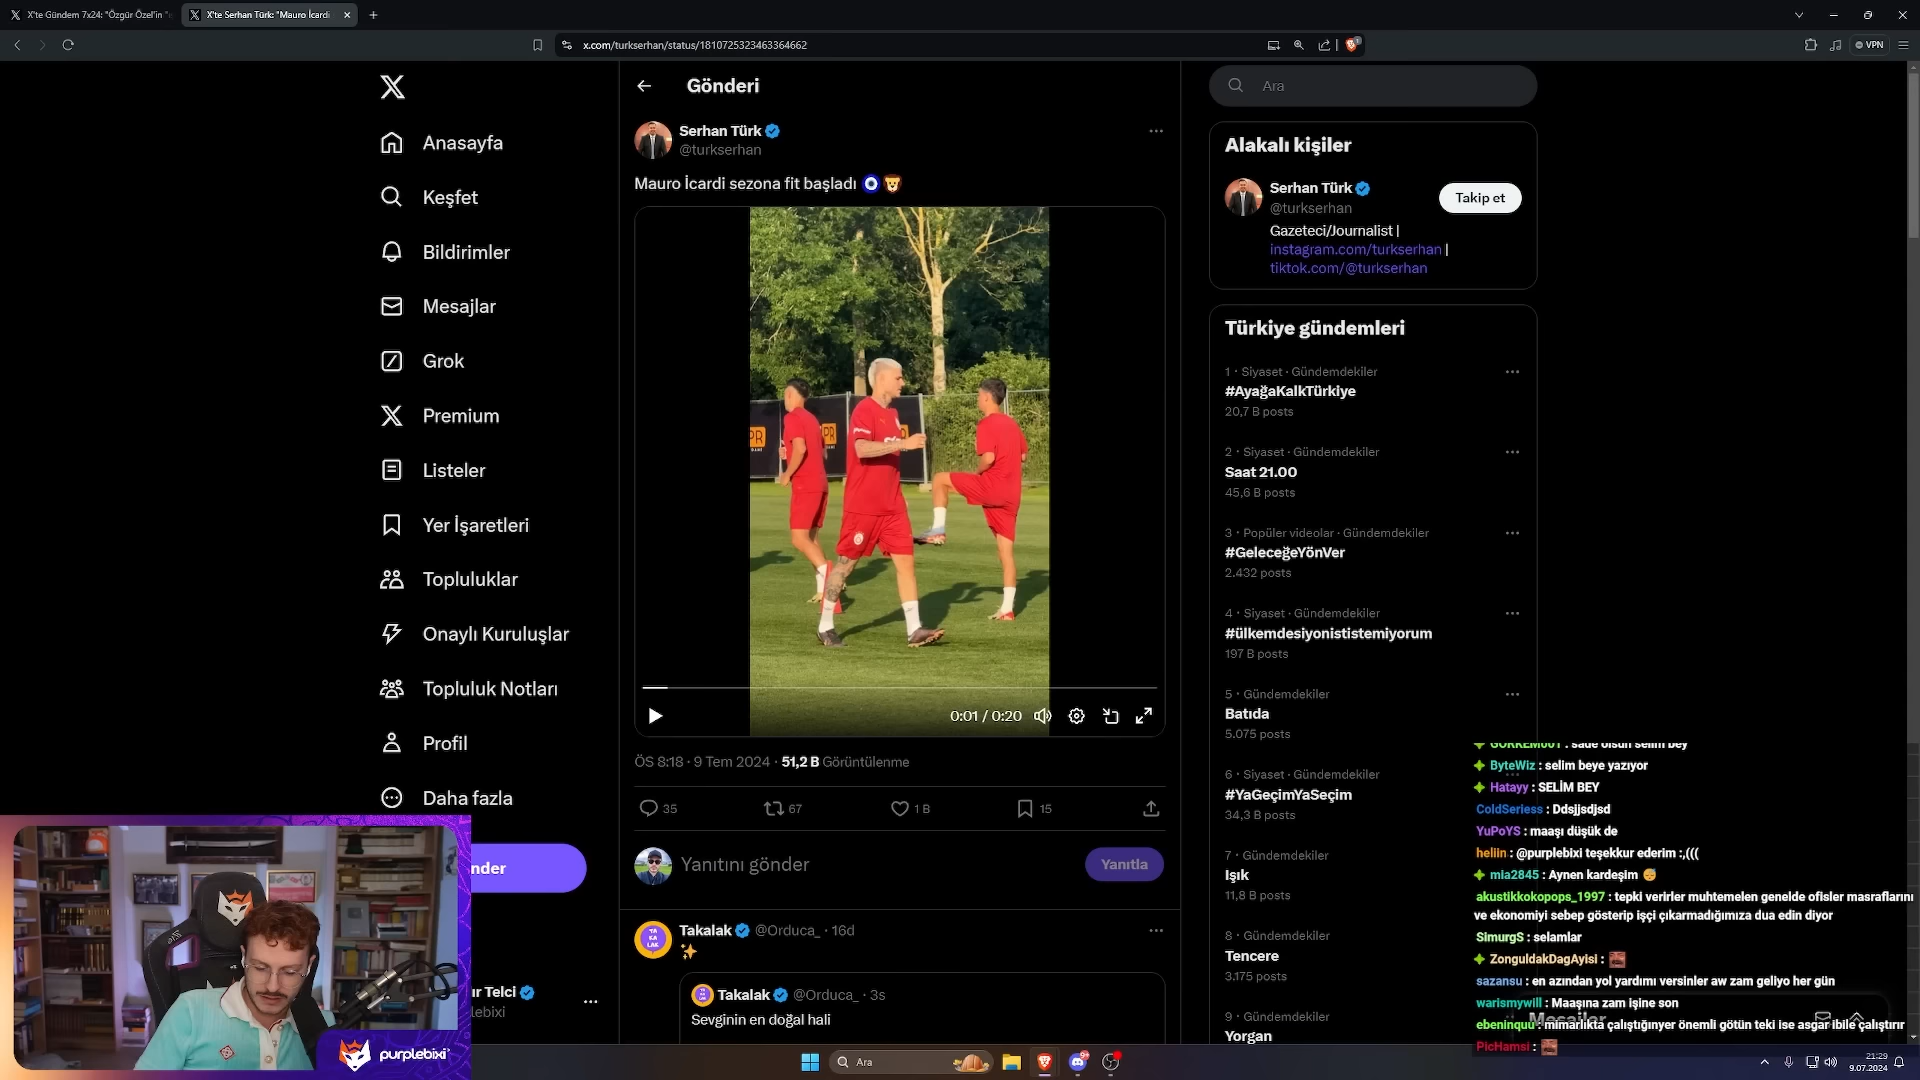 X'te Gündem 7x24: "Özgür Özel'in
X'te Serhan Türk: "Mauro İcardi
x.com/turkserhan/status/1810725323463364662
VPN
Anasayfa
Keşfet
Bildirimler
Mesajlar
Grok
Premium
Listeler
Yer İşaretleri
Topluluklar
Onaylı Kuruluşlar
Topluluk Notları
Profil
Daha fazla
nder
ır Telci
lebixi
purplebixi
Gönderi
Serhan Türk
@turkserhan
Mauro İcardi sezona fit başladı 🧿🦁
0:01 / 0:20
ÖS 8:18 · 9 Tem 2024 · 51,2 B Görüntülenme
35
67
1 B
15
Yanıtını gönder
Yanıtla
Takalak @Orduca_ · 16d
✨
Takalak @Orduca_ · 3s
Sevginin en doğal hali
Ara
Alakalı kişiler
Serhan Türk
@turkserhan
Takip et
Gazeteci/Journalist |
instagram.com/turkserhan |
tiktok.com/@turkserhan
Türkiye gündemleri
1 · Siyaset · Gündemdekiler
#AyağaKalkTürkiye
20,7 B posts
2 · Siyaset · Gündemdekiler
Saat 21.00
45,6 B posts
3 · Popüler videolar · Gündemdekiler
#GeleceğeYönVer
2.432 posts
4 · Siyaset · Gündemdekiler
#ülkemdesiyonististemiyorum
197 B posts
5 · Gündemdekiler
Batıda
5.075 posts
6 · Siyaset · Gündemdekiler
#YaGeçimYaSeçim
34,3 B posts
7 · Gündemdekiler
Işık
11,8 B posts
8 · Gündemdekiler
Tencere
3.175 posts
9 · Gündemdekiler
Yorgan
Mesajlar
GORKEM001 : sade olsun selim bey
ByteWiz : selim beye yazıyor
Hatayy : SELİM BEY
ColdSeriess : Ddsjjsdjsd
YuPoYS : maaşı düşük de
heliin : @purplebixi teşekkur ederim :,(((
mia2845 : Aynen kardeşim 😴
akustikkokopops_1997 : tepki verirler muhtemelen genelde ofisler masraflarını
ve ekonomiyi sebep gösterip işçi çıkarmadığımıza dua edin diyor
SimurgS : selamlar
ZonguldakDagAyisi :
sazansu : en azından yol yardımı versinler aw zam geliyo her gün
warismywill : Maaşına zam işine son
ebeninquu : mimarlıkta çalıştığınyer önemli götün teki ise asgar ibile çalıştırır
PicHamsi :
Ara
21:29
9.07.2024